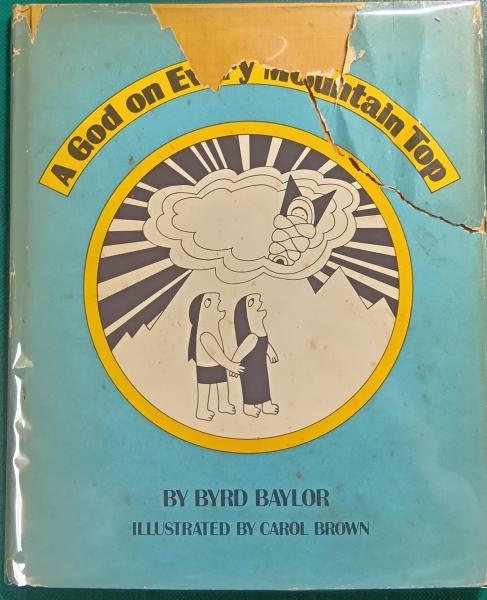 A God on Every Mountain Top
BY BYRD BAYLOR
ILLUSTRATED BY CAROL BROWN